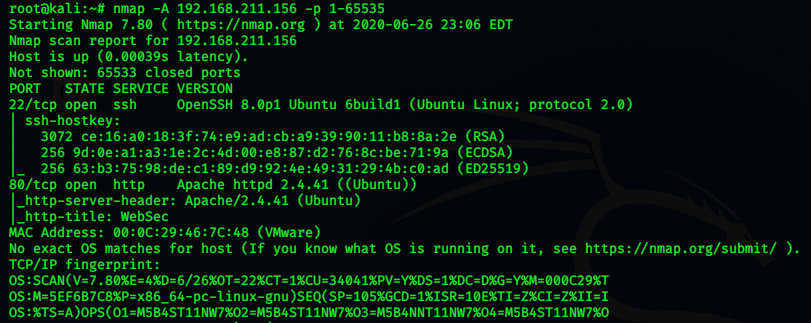 root@kali:~# nmap -A 192.168.211.156 -p 1-65535
Starting Nmap 7.80 ( https://nmap.org ) at 2020-06-26 23:06 EDT
Nmap scan report for 192.168.211.156
Host is up (0.00039s latency).
Not shown: 65533 closed ports
PORT   STATE SERVICE VERSION
22/tcp open  ssh     OpenSSH 8.0p1 Ubuntu 6build1 (Ubuntu Linux; protocol 2.0)
| ssh-hostkey:
|   3072 ce:16:a0:18:3f:74:e9:ad:cb:a9:39:90:11:b8:8a:2e (RSA)
|   256 9d:0e:a1:a3:1e:2c:4d:00:e8:87:d2:76:8c:be:71:9a (ECDSA)
|_  256 63:b3:75:98:de:c1:89:d9:92:4e:49:31:29:4b:c0:ad (ED25519)
80/tcp open  http    Apache httpd 2.4.41 ((Ubuntu))
|_http-server-header: Apache/2.4.41 (Ubuntu)
|_http-title: WebSec
MAC Address: 00:0C:29:46:7C:48 (VMware)
No exact OS matches for host (If you know what OS is running on it, see https://nmap.org/submit/ ).
TCP/IP fingerprint:
OS:SCAN(V=7.80%E=4%D=6/26%OT=22%CT=1%CU=34041%PV=Y%DS=1%DC=D%G=Y%M=000C29%T
OS:M=5EF6B7C8%P=x86_64-pc-linux-gnu)SEQ(SP=105%GCD=1%ISR=10E%TI=Z%CI=Z%II=I
OS:%TS=A)OPS(O1=M5B4ST11NW7%O2=M5B4ST11NW7%O3=M5B4NNT11NW7%O4=M5B4ST11NW7%O